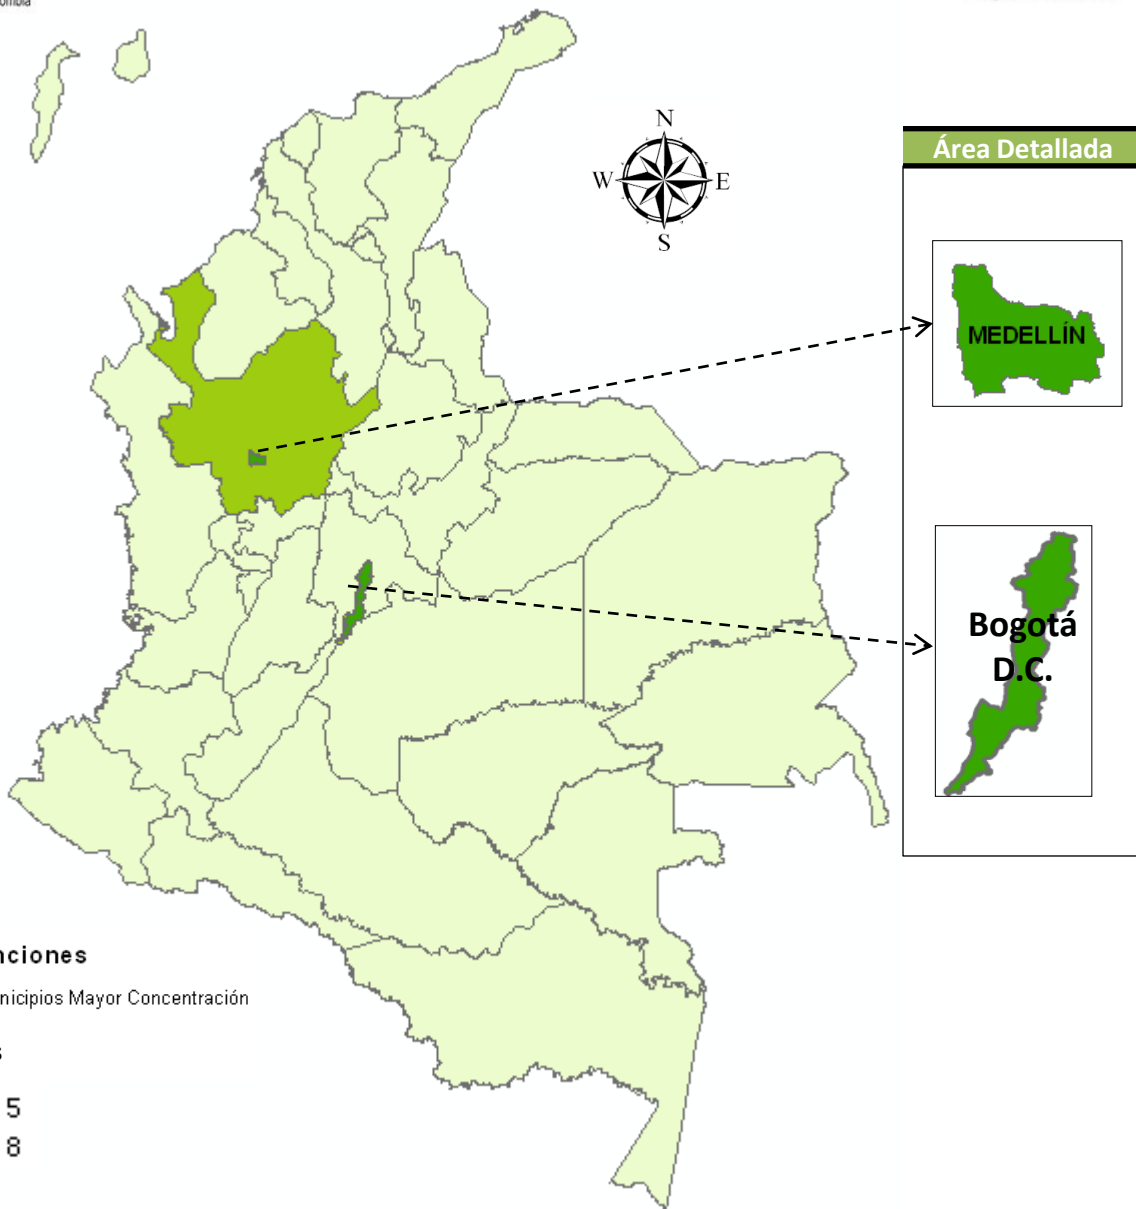 N
W E
S
Área Detallada
MEDELLÍN
Bogotá
D.C.
nciones
nicipios Mayor Concentración
s
5
8